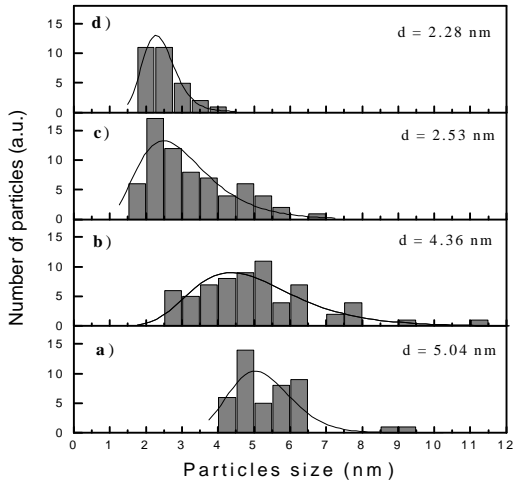 d) d = 2.28 nm
15
10
5
0
c) d = 2.53 nm
15
10
5
0
b) d = 4.36 nm
15
10
5
0
a) d = 5.04 nm
15
10
5
0
0 1 2 3 4 5 6 7 8 9 10 11 12
Particles size (nm)
Number of particles (a.u.)